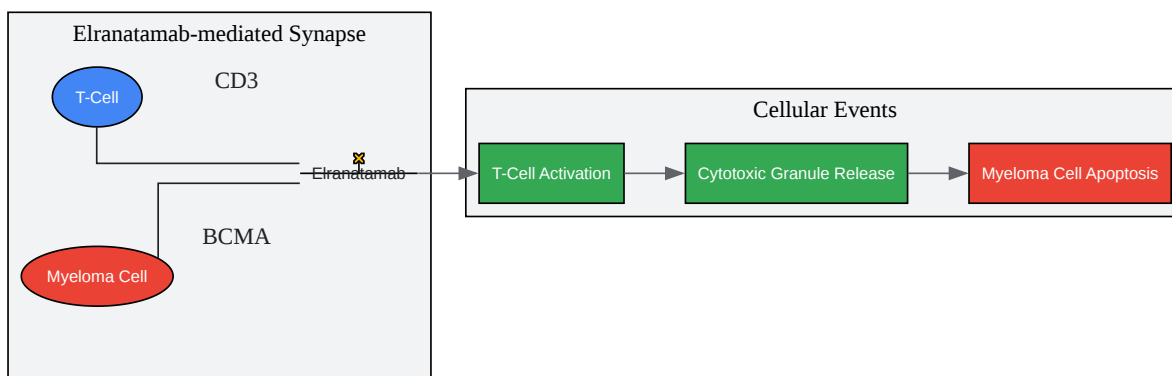 Elranatamab-mediated Synapse
CD3
T-Cell
Elranatamab
BCMA
Myeloma Cell
Cellular Events
T-Cell Activation
Cytotoxic Granule Release
Myeloma Cell Apoptosis